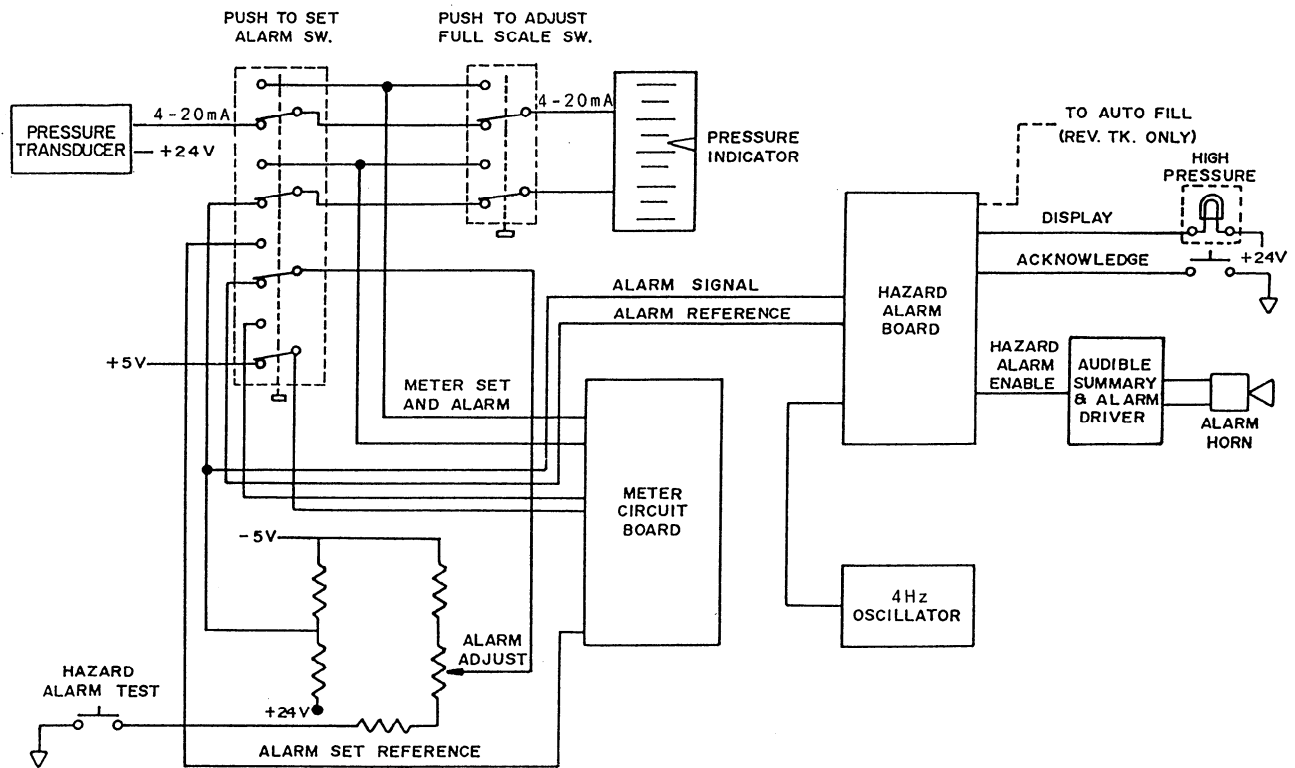 PUSH TO SET
ALARM SW.
PUSH TO ADJUST
FULL SCALE SW.
4-20mA
4-20mA
PRESSURE
TRANSDUCER
+24V
PRESSURE
INDICATOR
TO AUTO FILL
(REV. TK. ONLY)
HIGH
PRESSURE
DISPLAY
+24V
ACKNOWLEDGE
ALARM SIGNAL
ALARM REFERENCE
HAZARD
ALARM
BOARD
+5V
METER SET
AND ALARM
HAZARD
ALARM
ENABLE
AUDIBLE
SUMMARY
& ALARM
DRIVER
ALARM
HORN
METER
CIRCUIT
BOARD
-5V
4Hz
OSCILLATOR
ALARM
ADJUST
HAZARD
ALARM TEST
+24V
ALARM SET REFERENCE